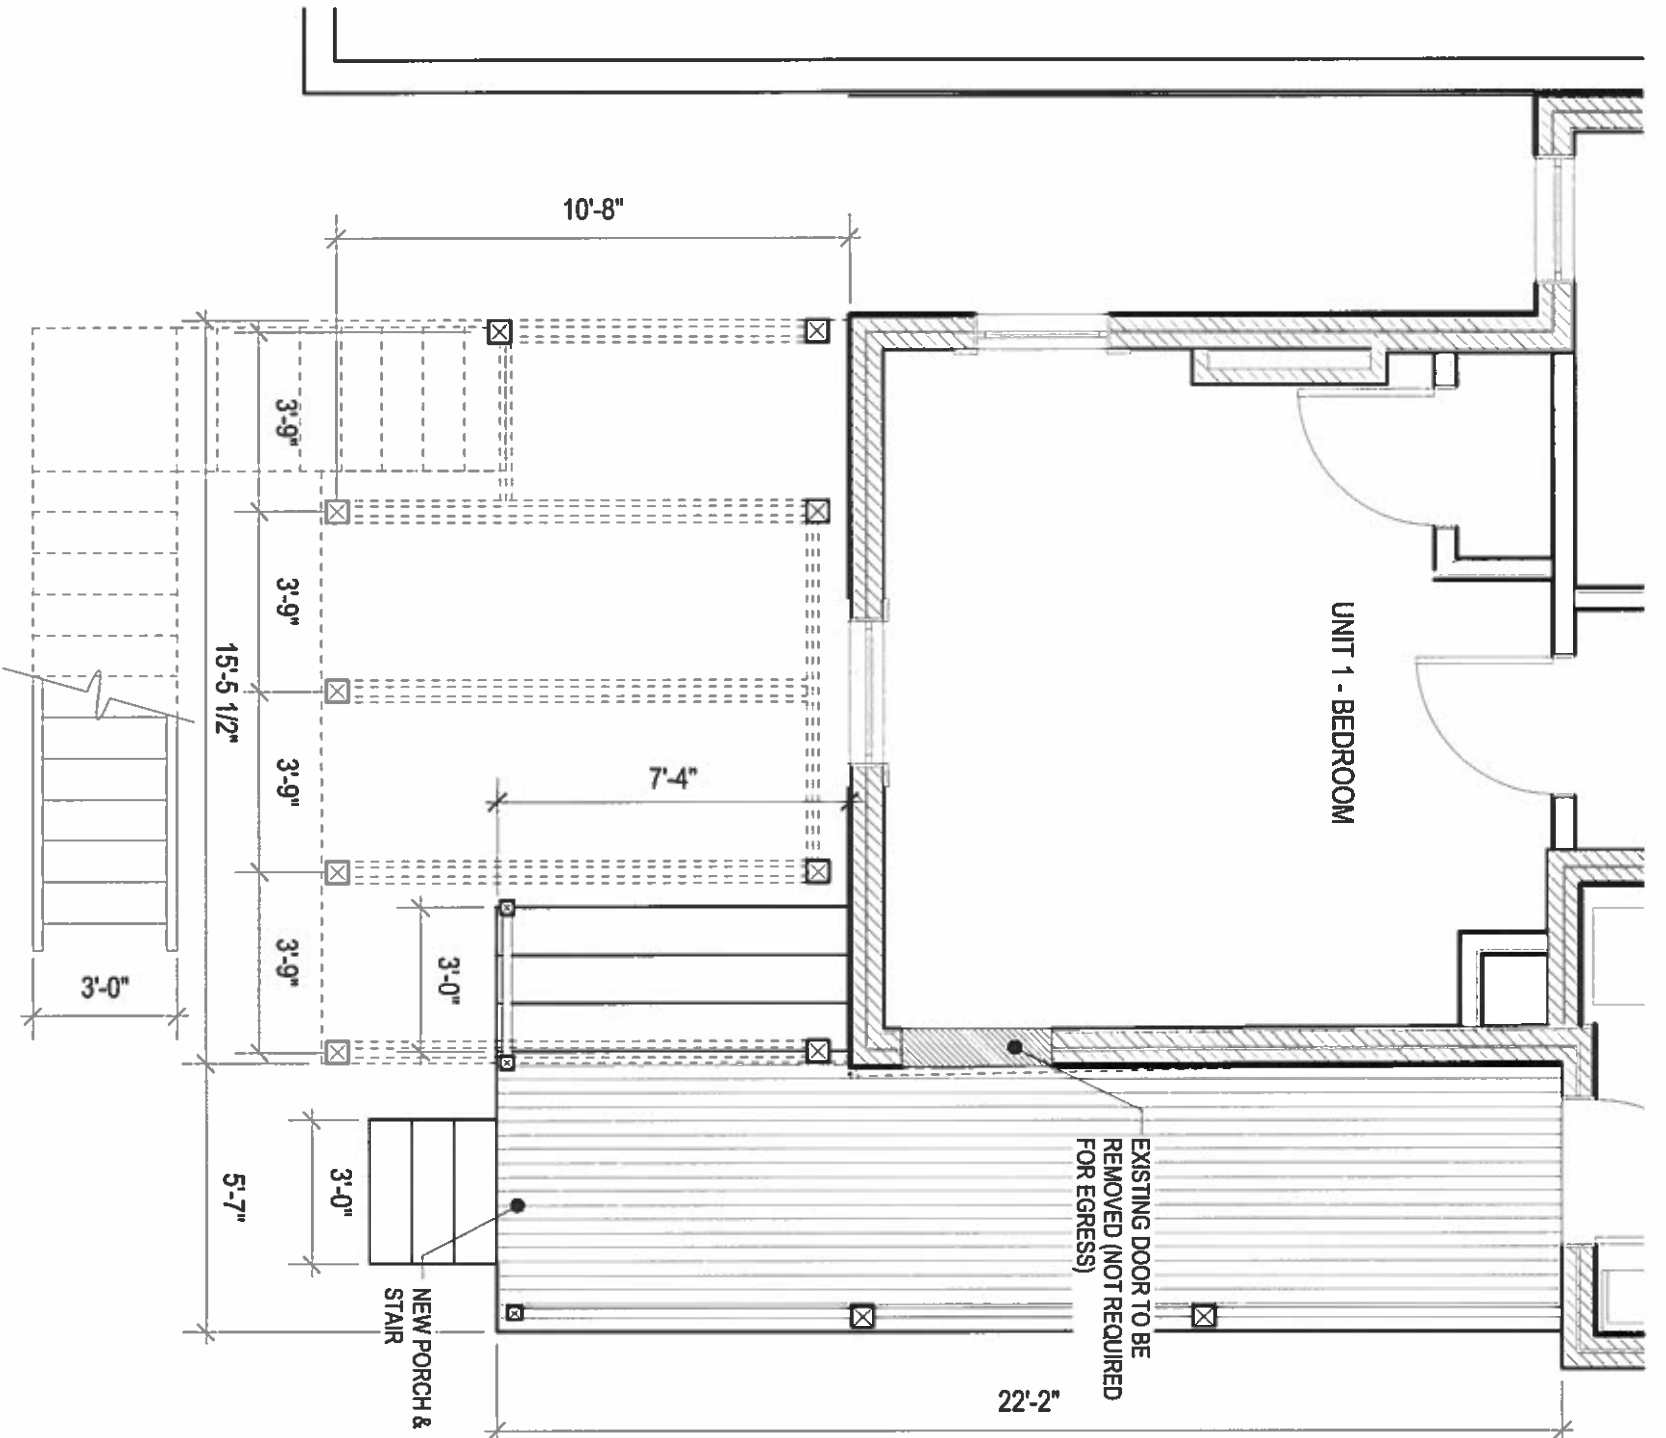 10'-8"
3'-9"
3'-9"
15'-5 1/2"
3'-9"
3'-9"
7'-4"
3'-0"
3'-0"
UNIT 1 - BEDROOM
EXISTING DOOR TO BE
REMOVED (NOT REQUIRED
FOR EGRESS)
5'-7"
3'-0"
NEW PORCH &
STAIR
22'-2"